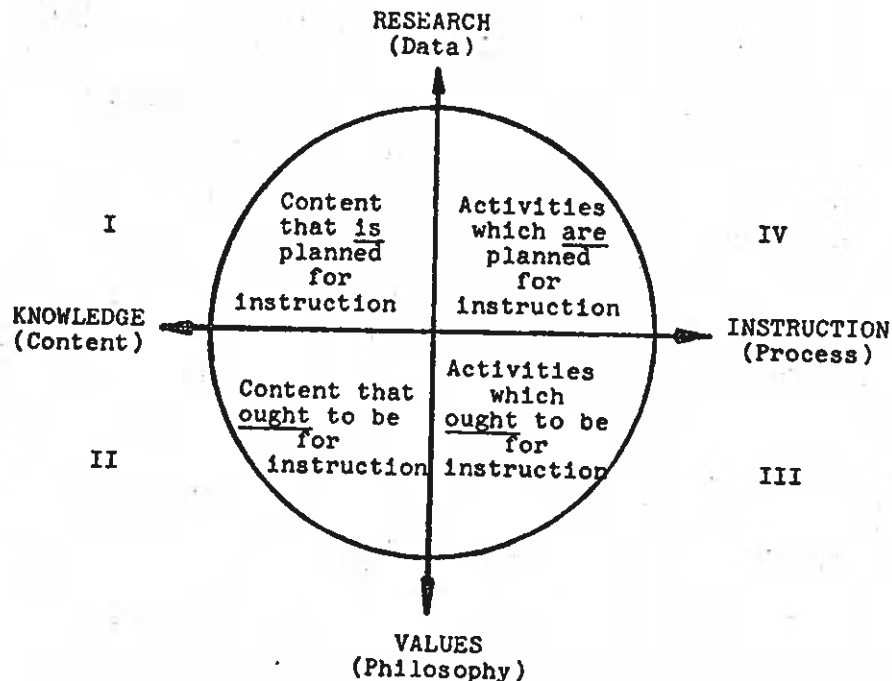 RESEARCH
(Data)
I
Content
that is
planned
for
instruction
Activities
which are
planned
for
instruction
IV
KNOWLEDGE
(Content)
INSTRUCTION
(Process)
II
Content that
ought to be
for
instruction
Activities
which
ought to be
for
instruction
III
VALUES
(Philosophy)